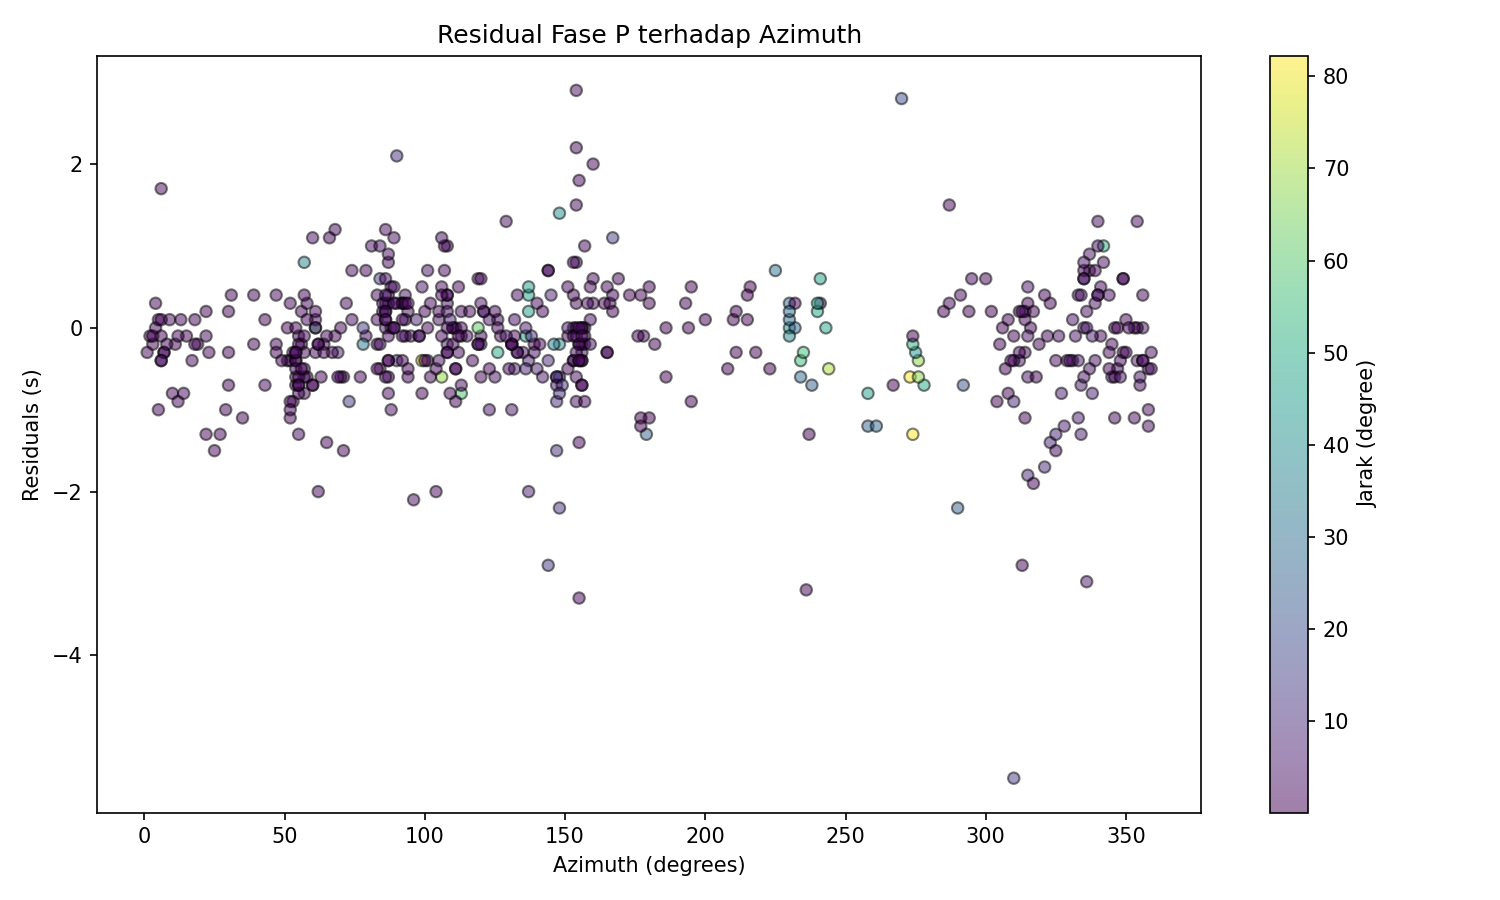 Residual Fase P terhadap Azimuth
Residuals (s)
2
0
−2
−4
0 50 100 150 200 250 300 350
Azimuth (degrees)
80
70
60
50
40
30
20
10
Jarak (degree)